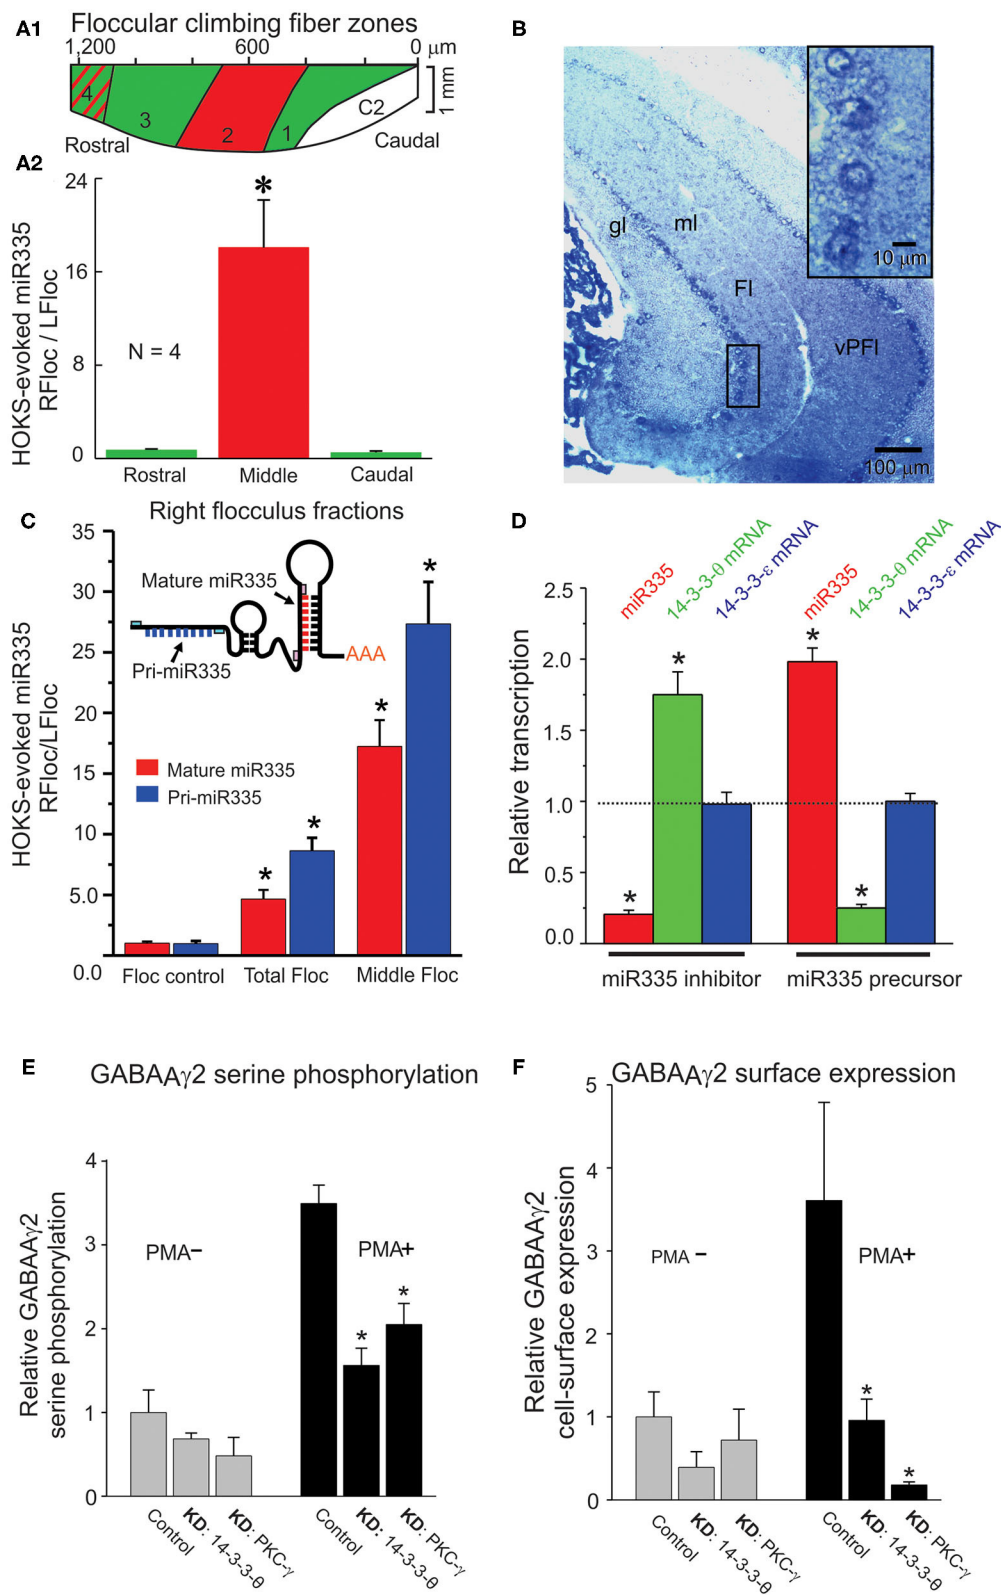 A1
Floccular climbing fiber zones
1,200 600 0 μm
4
3
2
1
C2
1 mm
Rostral
Caudal
A2
24
16
8
0
HOKS-evoked miR335
RFloc / LFloc
*
N = 4
Rostral Middle Caudal
B
gl
ml
Fl
vPFl
10 μm
100 μm
C
Right flocculus fractions
35
30
25
20
15
10
5.0
0.0
HOKS-evoked miR335
RFloc/LFloc
Mature miR335
Pri-miR335
AAA
Mature miR335
Pri-miR335
* * * *
Floc control Total Floc Middle Floc
D
miR335
14-3-3-θ mRNA
14-3-3-ε mRNA
miR335
14-3-3-θ mRNA
14-3-3-ε mRNA
2.5
2.0
1.5
1.0
0.5
0.0
Relative transcription
* * * *
miR335 inhibitor miR335 precursor
E
GABAAγ2 serine phosphorylation
4
3
2
1
0
Relative GABAAγ2
serine phosphorylation
PMA−
PMA+
* *
Control
KD: 14-3-3-θ
KD: PKC-γ
Control
KD: 14-3-3-θ
KD: PKC-γ
F
GABAAγ2 surface expression
5
4
3
2
1
0
Relative GABAAγ2
cell-surface expression
PMA −
PMA+
* *
Control
KD: 14-3-3-θ
KD: PKC-γ
Control
KD: 14-3-3-θ
KD: PKC-γ